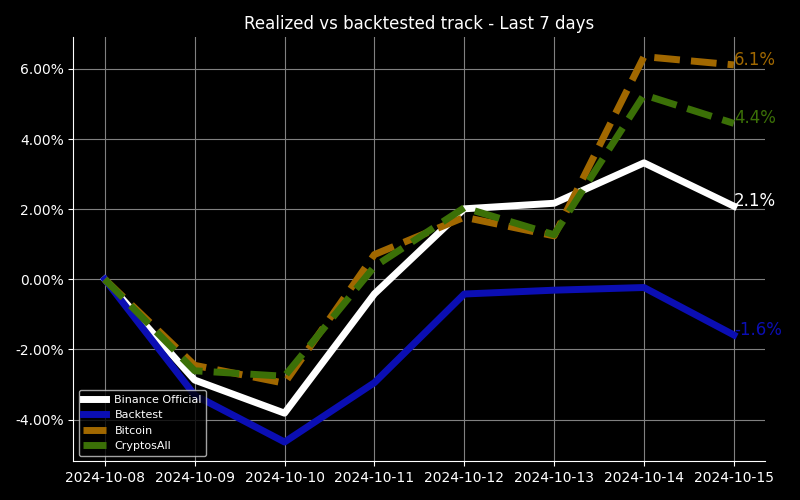 Realized vs backtested track - Last 7 days
6.00%
4.00%
2.00%
0.00%
-2.00%
-4.00%
6.1%
4.4%
2.1%
-1.6%
Binance Official
Backtest
Bitcoin
CryptosAll
2024-10-08 2024-10-09 2024-10-10 2024-10-11 2024-10-12 2024-10-13 2024-10-14 2024-10-15